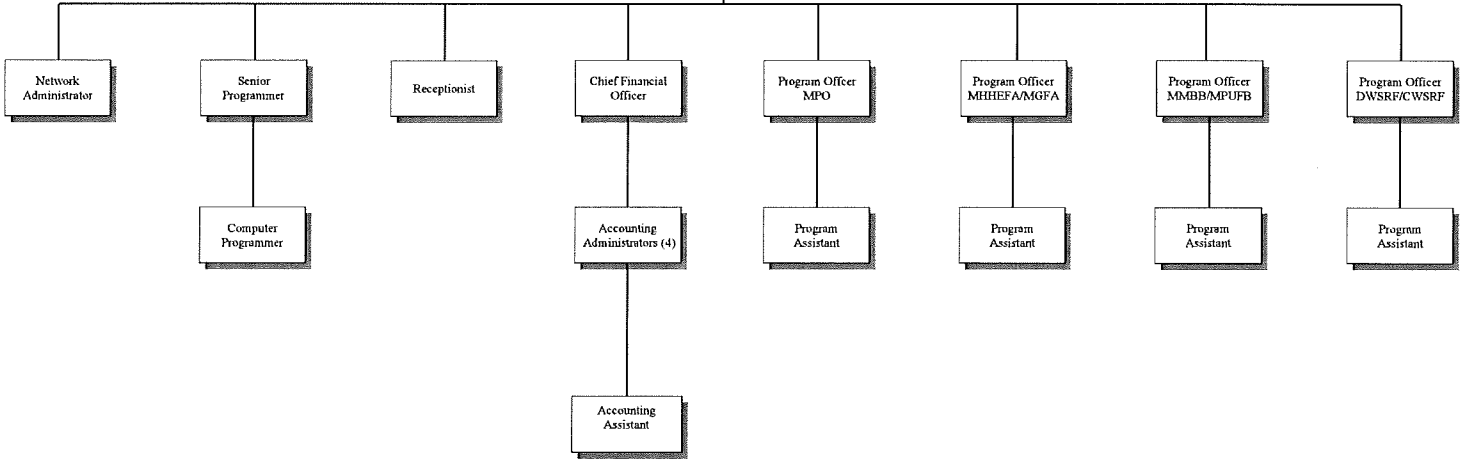 Network
Administrator
Senior
Programmer
Receptionist
Chief Financial
Officer
Program Offcer
MPO
Program Officer
MHHEFA/MGFA
Program Officer
MMBB/MPUFB
Program Officer
DWSRF/CWSRF
Computer
Programmer
Accounting
Administrators (4)
Program
Assistant
Program
Assistant
Program
Assistant
Program
Assistant
Accounting
Assistant